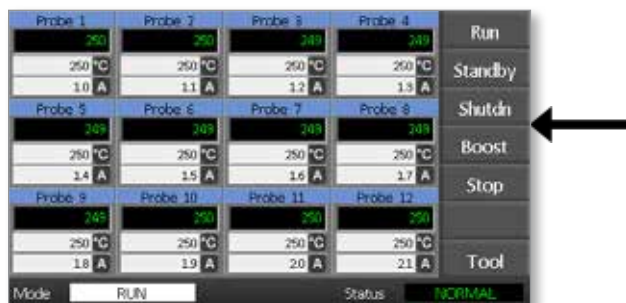 Probe 1 Probe 2 Probe 3 Probe 4 Run
250 250 249 249
250 °C 250 °C 250 °C 250 °C Standby
1.0 A 1.1 A 1.2 A 1.3 A
Probe 5 Probe 6 Probe 7 Probe 8 Shutdn
249 249 249 249
250 °C 250 °C 250 °C 250 °C Boost
1.4 A 1.5 A 1.6 A 1.7 A
Probe 9 Probe 10 Probe 11 Probe 12 Stop
249 250 250 250
250 °C 250 °C 250 °C 250 °C
1.8 A 1.9 A 2.0 A 2.1 A Tool
Mode RUN Status NORMAL